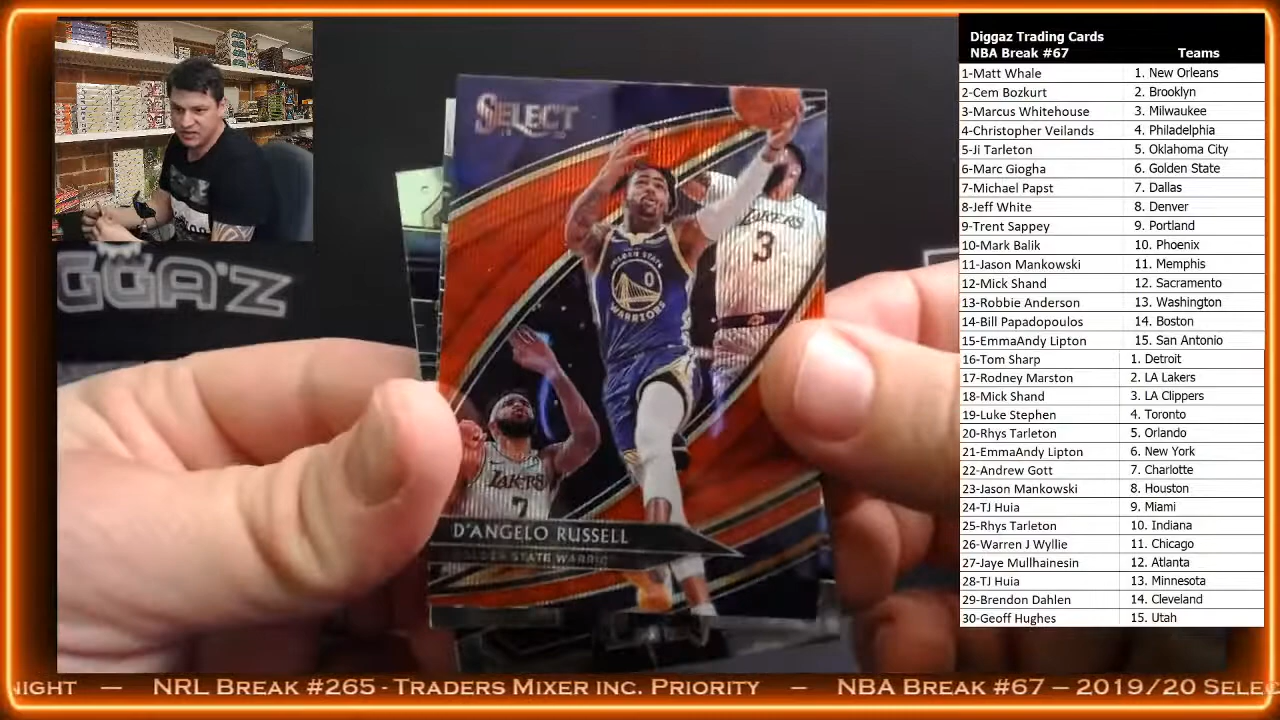 GGA'Z
SELECT
LAKERS
3
GOLDEN STATE
0
WARRIORS
LAKERS
D'ANGELO RUSSELL
GOLDEN STATE WARRIO
Diggaz Trading Cards
NBA Break #67 Teams
1-Matt Whale 1. New Orleans
2-Cem Bozkurt 2. Brooklyn
3-Marcus Whitehouse 3. Milwaukee
4-Christopher Veilands 4. Philadelphia
5-Ji Tarleton 5. Oklahoma City
6-Marc Giogha 6. Golden State
7-Michael Papst 7. Dallas
8-Jeff White 8. Denver
9-Trent Sappey 9. Portland
10-Mark Balik 10. Phoenix
11-Jason Mankowski 11. Memphis
12-Mick Shand 12. Sacramento
13-Robbie Anderson 13. Washington
14-Bill Papadopoulos 14. Boston
15-EmmaAndy Lipton 15. San Antonio
16-Tom Sharp 1. Detroit
17-Rodney Marston 2. LA Lakers
18-Mick Shand 3. LA Clippers
19-Luke Stephen 4. Toronto
20-Rhys Tarleton 5. Orlando
21-EmmaAndy Lipton 6. New York
22-Andrew Gott 7. Charlotte
23-Jason Mankowski 8. Houston
24-TJ Huia 9. Miami
25-Rhys Tarleton 10. Indiana
26-Warren J Wyllie 11. Chicago
27-Jaye Mullhainesin 12. Atlanta
28-TJ Huia 13. Minnesota
29-Brendon Dahlen 14. Cleveland
30-Geoff Hughes 15. Utah
NIGHT — NRL BREAK #265 - TRADERS MIXER INC. PRIORITY — NBA BREAK #67 – 2019/20 SELEC